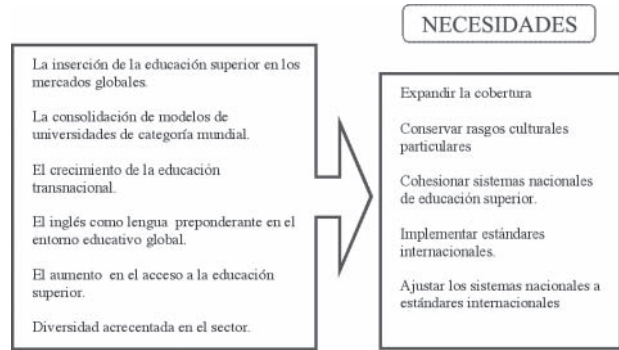 NECESIDADES
La inserción de la educación superior en los
mercados globales.
La consolidación de modelos de
universidades de categoría mundial.
El crecimiento de la educación
transnacional.
El inglés como lengua preponderante en el
entorno educativo global.
El aumento en el acceso a la educación
superior.
Diversidad acrecentada en el sector.
Expandir la cobertura
Conservar rasgos culturales
particulares
Cohesionar sistemas nacionales
de educación superior.
Implementar estándares
internacionales.
Ajustar los sistemas nacionales a
estándares internacionales